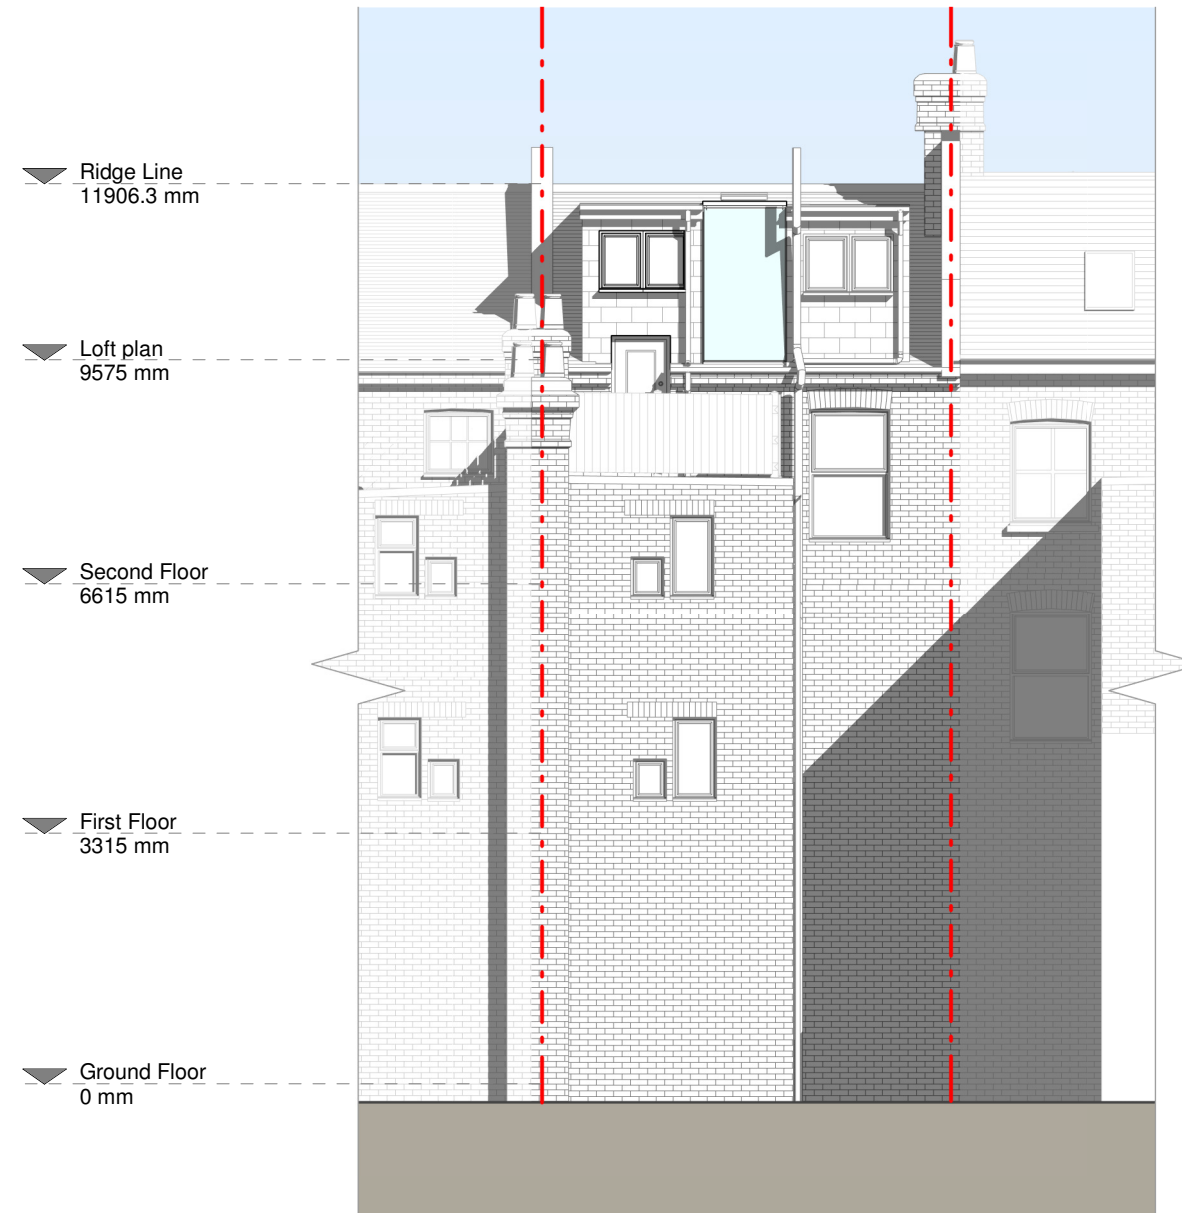 Ridge Line
11906.3 mm
Loft plan
9575 mm
Second Floor
6615 mm
First Floor
3315 mm
Ground Floor
0 mm